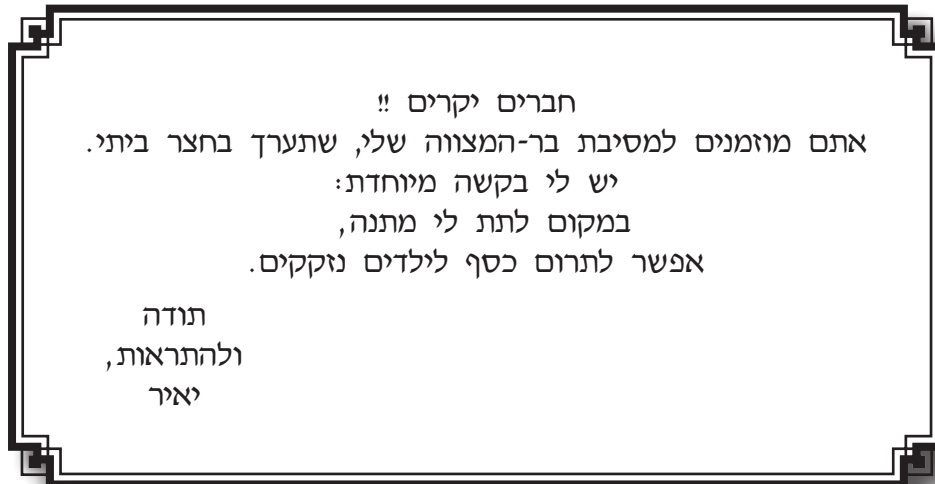 חברים יקרים !!
אתם מוזמנים למסיבת בר-המצווה שלי, שתערך בחצר ביתי.
יש לי בקשה מיוחדת:
במקום לתת לי מתנה,
אפשר לתרום כסף לילדים נזקקים.
תודה
ולהתראות,
יאיר